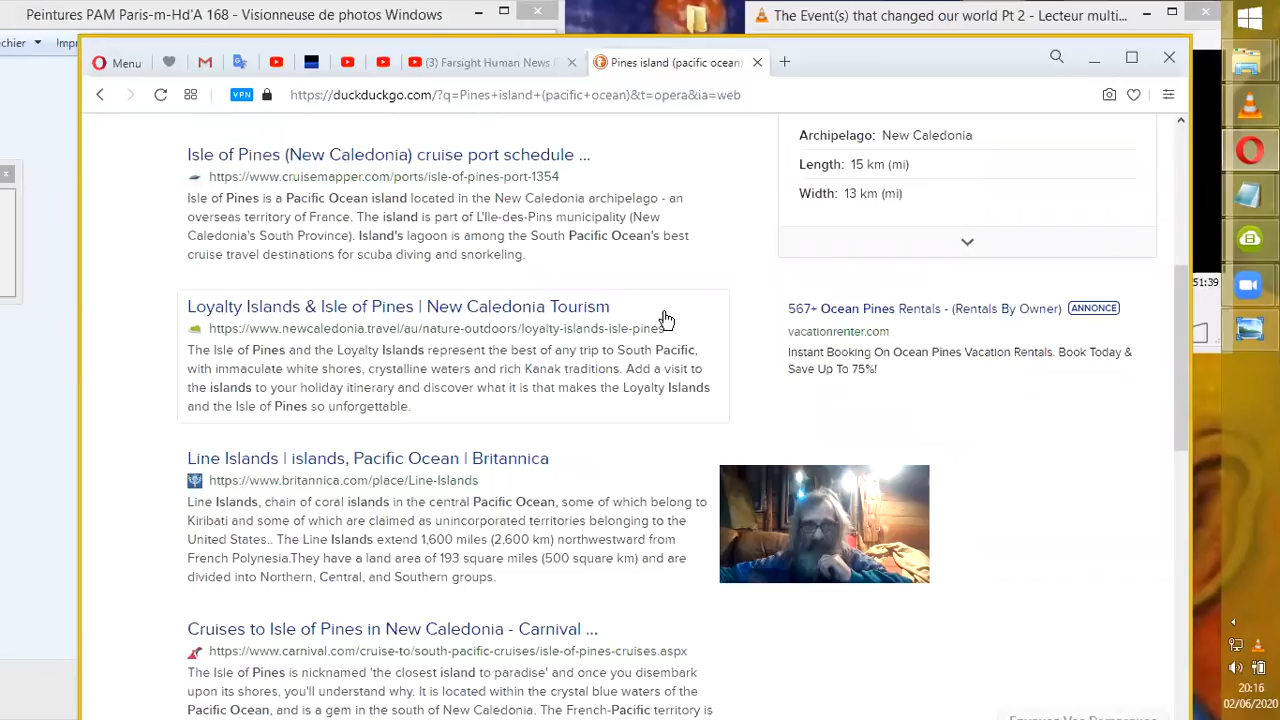 Peintures PAM Paris-m-Hd'A 168 - Visionneuse de photos Windows
The Event(s) that changed our world Pt 2 - Lecteur multi...
chier
Impr
Menu
(3) Farsight Human News
Pines island (pacific ocean)
VPN
https://duckduckgo.com/?q=Pines+island+(pacific+ocean)&t=opera&ia=web
Isle of Pines (New Caledonia) cruise port schedule ...
https://www.cruisemapper.com/ports/isle-of-pines-port-1354
Isle of Pines is a Pacific Ocean island located in the New Caledonia archipelago - an
overseas territory of France. The island is part of L'Ile-des-Pins municipality (New
Caledonia's South Province). Island's lagoon is among the South Pacific Ocean's best
cruise travel destinations for scuba diving and snorkeling.
Loyalty Islands & Isle of Pines | New Caledonia Tourism
https://www.newcaledonia.travel/au/nature-outdoors/loyalty-islands-isle-pines
The Isle of Pines and the Loyalty Islands represent the best of any trip to South Pacific,
with immaculate white shores, crystalline waters and rich Kanak traditions. Add a visit to
the islands to your holiday itinerary and discover what it is that makes the Loyalty Islands
and the Isle of Pines so unforgettable.
Line Islands | islands, Pacific Ocean | Britannica
https://www.britannica.com/place/Line-Islands
Line Islands, chain of coral islands in the central Pacific Ocean, some of which belong to
Kiribati and some of which are claimed as unincorporated territories belonging to the
United States.. The Line Islands extend 1,600 miles (2,600 km) northwestward from
French Polynesia.They have a land area of 193 square miles (500 square km) and are
divided into Northern, Central, and Southern groups.
Cruises to Isle of Pines in New Caledonia - Carnival ...
https://www.carnival.com/cruise-to/south-pacific-cruises/isle-of-pines-cruises.aspx
The Isle of Pines is nicknamed 'the closest island to paradise' and once you disembark
upon its shores, you'll understand why. it is located within the crystal blue waters of the
Pacific Ocean, and is a gem in the south of New Caledonia. The French-Pacific territory is
Archipelago: New Caledonia
Length: 15 km (mi)
Width: 13 km (mi)
567+ Ocean Pines Rentals - (Rentals By Owner) ANNONCE
vacationrenter.com
Instant Booking On Ocean Pines Vacation Rentals. Book Today &
Save Up To 75%!
51:39
20:16
02/06/2020